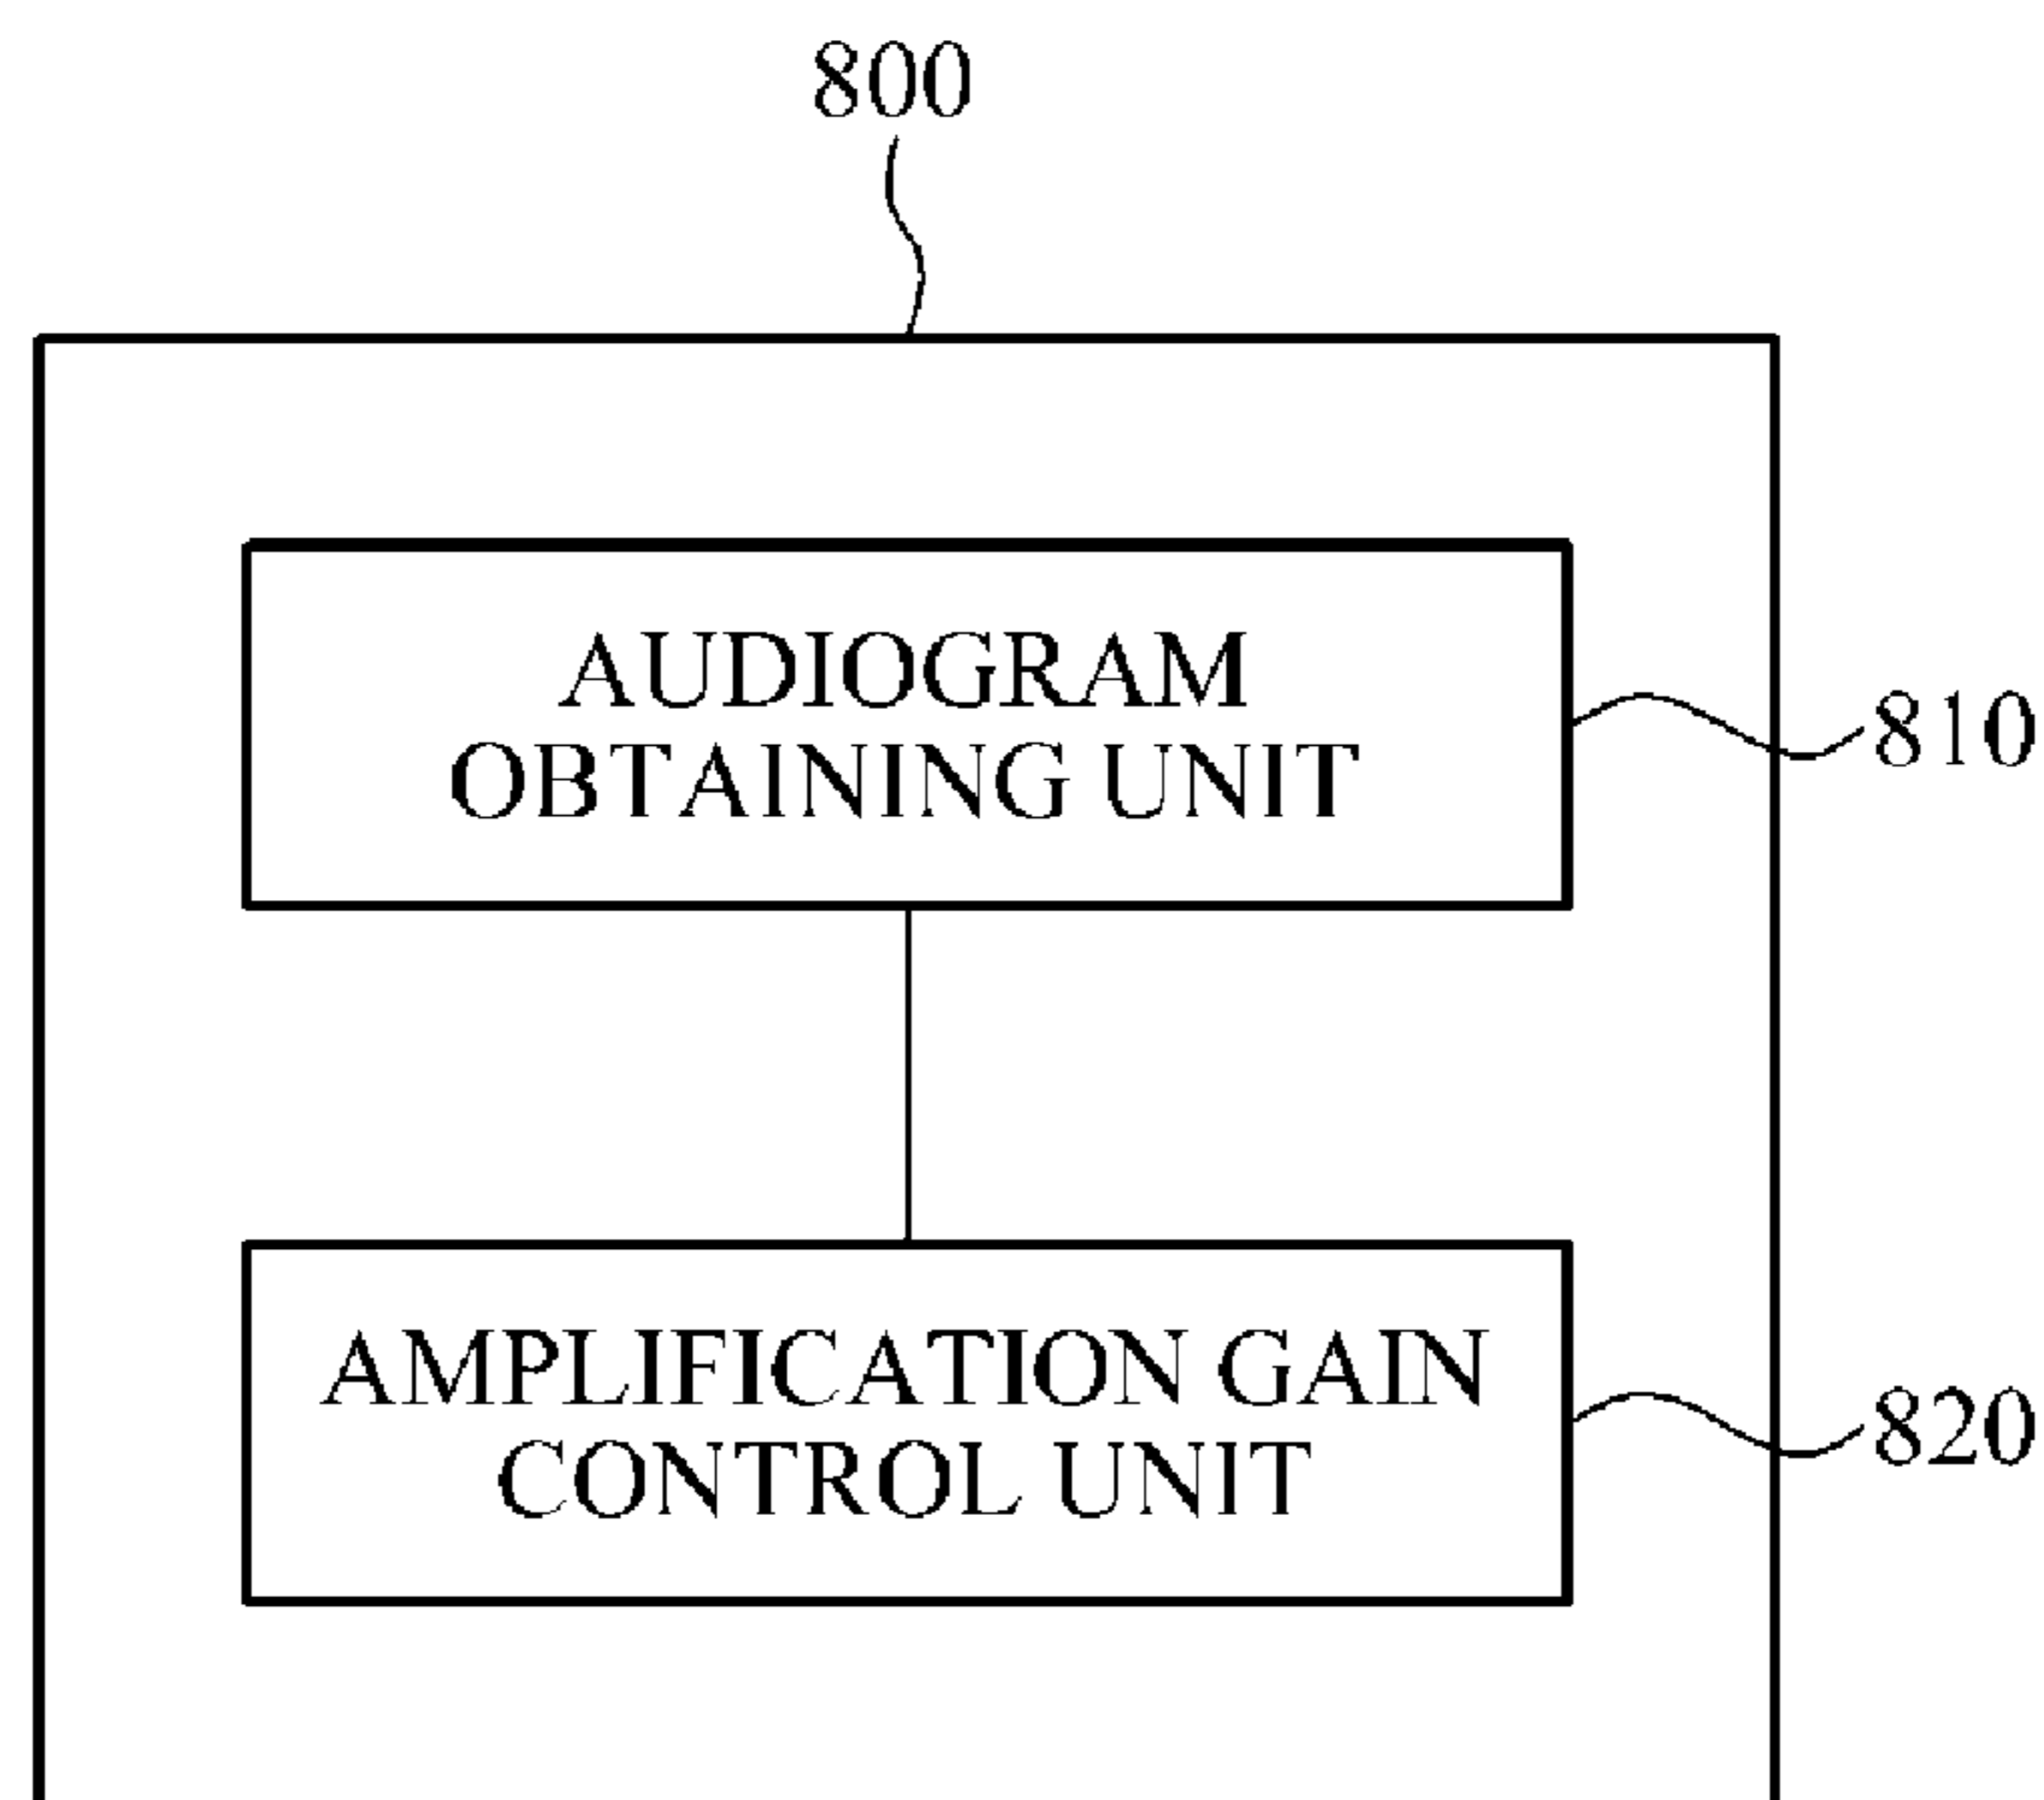 800
AUDIOGRAM
OBTAINING UNIT
810
AMPLIFICATION GAIN
CONTROL UNIT
820